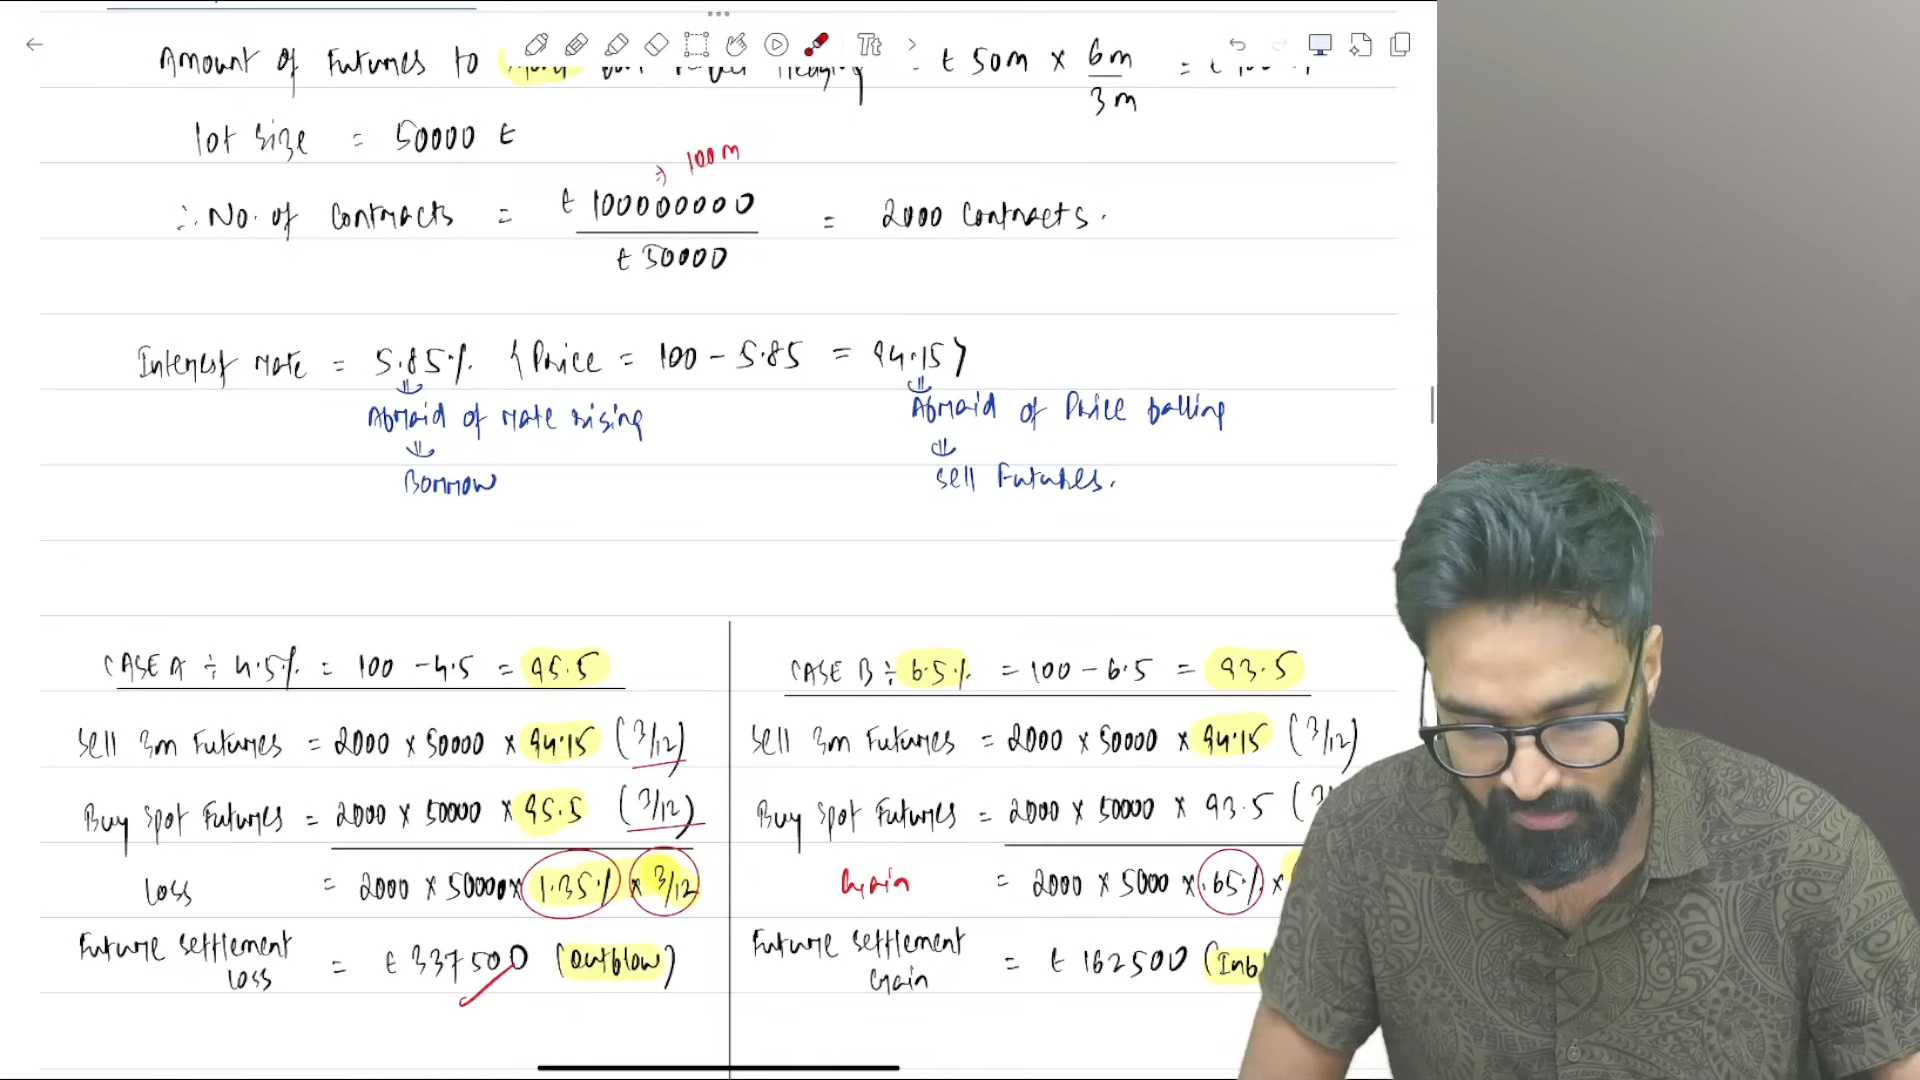 Amount of Futures to = € 50m × 6m / 3m =
lot size = 50000 €
⇒ 100 m
∴ No. of Contracts = € 100000000 / € 50000 = 2000 Contracts.
Interest rate = 5.85% { Price = 100 - 5.85 = 94.15 }
Afraid of rate rising
Afraid of Price falling
Borrow
Sell Futures.
CASE A ÷ 4.5% = 100 - 4.5 = 95.5
Sell 3m Futures = 2000 × 50000 × 94.15 (3/12)
Buy Spot Futures = 2000 × 50000 × 95.5 (3/12)
Loss = 2000 × 50000 × 1.35% × 3/12
Future Settlement Loss = € 337500 (Outflow)
CASE B ÷ 6.5% = 100 - 6.5 = 93.5
Sell 3m Futures = 2000 × 50000 × 94.15 (3/12)
Buy Spot Futures = 2000 × 50000 × 93.5 (3
Gain = 2000 × 5000 × .65% ×
Future Settlement Gain = € 162500 (Inf
Tt